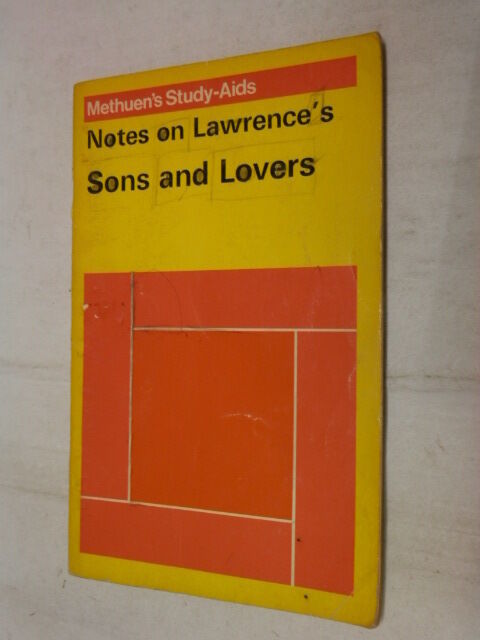 Methuen's Study-Aids
Notes on Lawrence's
Sons and Lovers